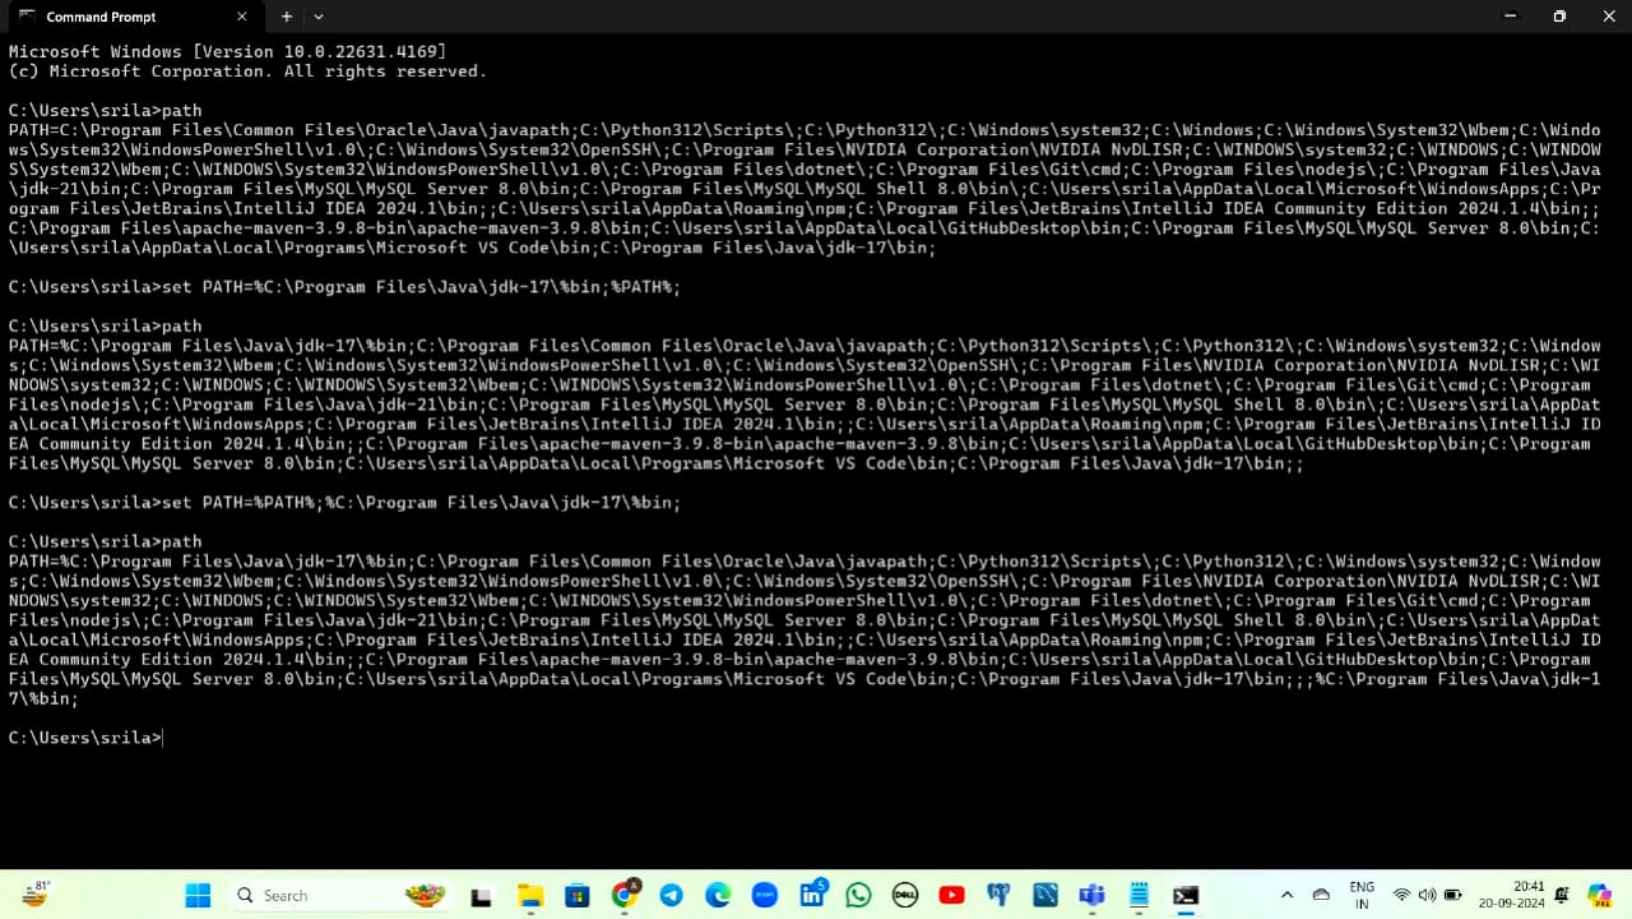 Command Prompt
Microsoft Windows [Version 10.0.22631.4169]
(c) Microsoft Corporation. All rights reserved.
C:\Users\srila>path
PATH=C:\Program Files\Common Files\Oracle\Java\javapath;C:\Python312\Scripts\;C:\Python312\;C:\Windows\system32;C:\Windows;C:\Windows\System32\Wbem;C:\Windo
ws\System32\WindowsPowerShell\v1.0\;C:\Windows\System32\OpenSSH\;C:\Program Files\NVIDIA Corporation\NVIDIA NvDLISR;C:\WINDOWS\system32;C:\WINDOWS;C:\WINDOW
S\System32\Wbem;C:\WINDOWS\System32\WindowsPowerShell\v1.0\;C:\Program Files\dotnet\;C:\Program Files\Git\cmd;C:\Program Files\nodejs\;C:\Program Files\Java
\jdk-21\bin;C:\Program Files\MySQL\MySQL Server 8.0\bin;C:\Program Files\MySQL\MySQL Shell 8.0\bin\;C:\Users\srila\AppData\Local\Microsoft\WindowsApps;C:\Pr
ogram Files\JetBrains\IntelliJ IDEA 2024.1\bin;;C:\Users\srila\AppData\Roaming\npm;C:\Program Files\JetBrains\IntelliJ IDEA Community Edition 2024.1.4\bin;;
C:\Program Files\apache-maven-3.9.8-bin\apache-maven-3.9.8\bin;C:\Users\srila\AppData\Local\GitHubDesktop\bin;C:\Program Files\MySQL\MySQL Server 8.0\bin;C:
\Users\srila\AppData\Local\Programs\Microsoft VS Code\bin;C:\Program Files\Java\jdk-17\bin;
C:\Users\srila>set PATH=%C:\Program Files\Java\jdk-17\%bin;%PATH%;
C:\Users\srila>path
PATH=%C:\Program Files\Java\jdk-17\%bin;C:\Program Files\Common Files\Oracle\Java\javapath;C:\Python312\Scripts\;C:\Python312\;C:\Windows\system32;C:\Window
s;C:\Windows\System32\Wbem;C:\Windows\System32\WindowsPowerShell\v1.0\;C:\Windows\System32\OpenSSH\;C:\Program Files\NVIDIA Corporation\NVIDIA NvDLISR;C:\WI
NDOWS\system32;C:\WINDOWS;C:\WINDOWS\System32\Wbem;C:\WINDOWS\System32\WindowsPowerShell\v1.0\;C:\Program Files\dotnet\;C:\Program Files\Git\cmd;C:\Program
Files\nodejs\;C:\Program Files\Java\jdk-21\bin;C:\Program Files\MySQL\MySQL Server 8.0\bin;C:\Program Files\MySQL\MySQL Shell 8.0\bin\;C:\Users\srila\AppDat
a\Local\Microsoft\WindowsApps;C:\Program Files\JetBrains\IntelliJ IDEA 2024.1\bin;;C:\Users\srila\AppData\Roaming\npm;C:\Program Files\JetBrains\IntelliJ ID
EA Community Edition 2024.1.4\bin;;C:\Program Files\apache-maven-3.9.8-bin\apache-maven-3.9.8\bin;C:\Users\srila\AppData\Local\GitHubDesktop\bin;C:\Program
Files\MySQL\MySQL Server 8.0\bin;C:\Users\srila\AppData\Local\Programs\Microsoft VS Code\bin;C:\Program Files\Java\jdk-17\bin;;
C:\Users\srila>set PATH=%PATH%;%C:\Program Files\Java\jdk-17\%bin;
C:\Users\srila>path
PATH=%C:\Program Files\Java\jdk-17\%bin;C:\Program Files\Common Files\Oracle\Java\javapath;C:\Python312\Scripts\;C:\Python312\;C:\Windows\system32;C:\Window
s;C:\Windows\System32\Wbem;C:\Windows\System32\WindowsPowerShell\v1.0\;C:\Windows\System32\OpenSSH\;C:\Program Files\NVIDIA Corporation\NVIDIA NvDLISR;C:\WI
NDOWS\system32;C:\WINDOWS;C:\WINDOWS\System32\Wbem;C:\WINDOWS\System32\WindowsPowerShell\v1.0\;C:\Program Files\dotnet\;C:\Program Files\Git\cmd;C:\Program
Files\nodejs\;C:\Program Files\Java\jdk-21\bin;C:\Program Files\MySQL\MySQL Server 8.0\bin;C:\Program Files\MySQL\MySQL Shell 8.0\bin\;C:\Users\srila\AppDat
a\Local\Microsoft\WindowsApps;C:\Program Files\JetBrains\IntelliJ IDEA 2024.1\bin;;C:\Users\srila\AppData\Roaming\npm;C:\Program Files\JetBrains\IntelliJ ID
EA Community Edition 2024.1.4\bin;;C:\Program Files\apache-maven-3.9.8-bin\apache-maven-3.9.8\bin;C:\Users\srila\AppData\Local\GitHubDesktop\bin;C:\Program
Files\MySQL\MySQL Server 8.0\bin;C:\Users\srila\AppData\Local\Programs\Microsoft VS Code\bin;C:\Program Files\Java\jdk-17\bin;;;%C:\Program Files\Java\jdk-1
7\%bin;
C:\Users\srila>
81°
Search
zoom
in 5
DELL
ENG
IN
20:41
20-09-2024
PRE